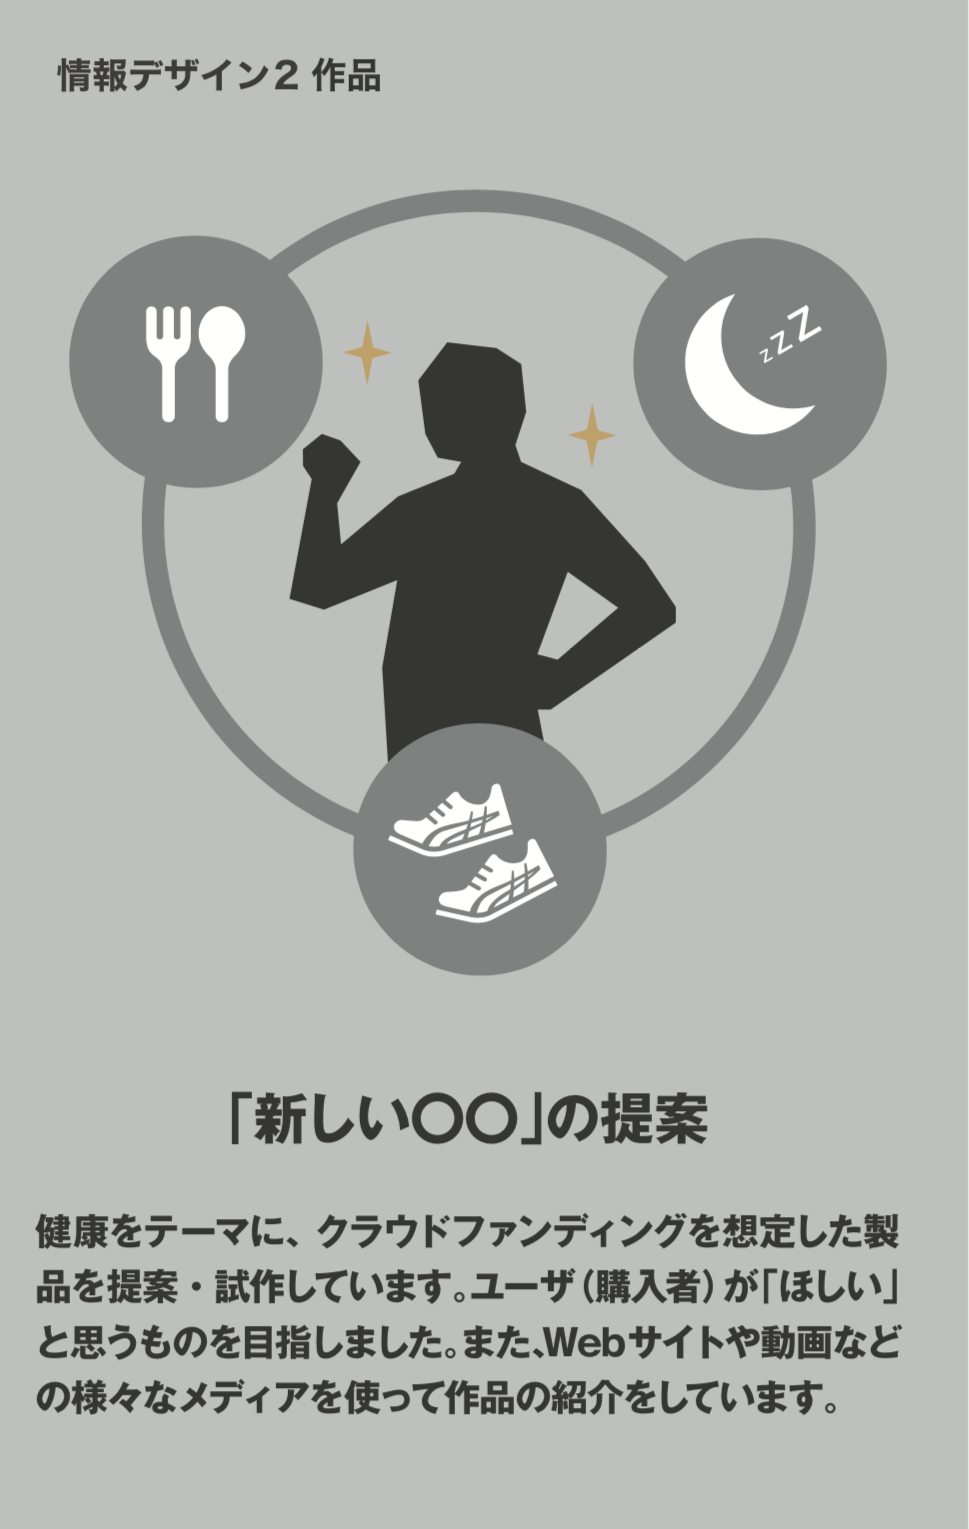 情報デザイン2 作品
zzZ
「新しい〇〇」の提案
健康をテーマに、クラウドファンディングを想定した製
品を提案・試作しています。ユーザ（購入者）が「ほしい」
と思うものを目指しました。また、Webサイトや動画など
の様々なメディアを使って作品の紹介をしています。